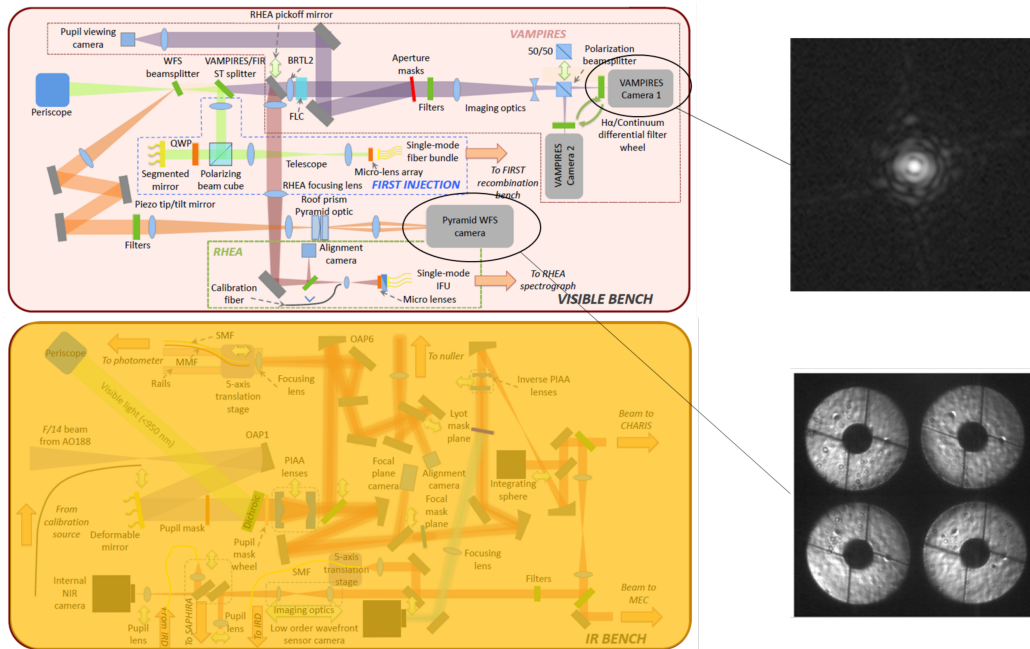 RHEA pickoff mirror
Pupil viewing
camera
VAMPIRES
WFS
beamsplitter
VAMPIRES/FIR
ST splitter
BRTL2
Aperture
masks
50/50
Polarization
beamsplitter
VAMPIRES
Camera 1
Periscope
FLC
Filters
Imaging optics
Hα/Continuum
differential filter
wheel
VAMPIRES
Camera 2
QWP
Segmented
mirror
Polarizing
beam cube
Telescope
Single-mode
fiber bundle
Micro-lens array
FIRST INJECTION
To FIRST
recombination
bench
RHEA focusing lens
Piezo tip/tilt mirror
Roof prism
Pyramid optic
Pyramid WFS
camera
Filters
RHEA
Alignment
camera
Calibration
fiber
Single-mode
IFU
Micro lenses
To RHEA
spectrograph
VISIBLE BENCH
Periscope
SMF
To photometer
MMF
Rails
5-axis
translation
stage
Focusing
lens
OAP6
To nuller
Inverse PIAA
lenses
Visible light (<950 nm)
F/14 beam
from AO188
OAP1
Lyot
mask
plane
Beam to
CHARIS
PIAA
lenses
Focal
plane
camera
Alignment
camera
Focal
mask
plane
Integrating
sphere
From
calibration
source
Dichroic
Deformable
mirror
Pupil mask
Pupil
mask
wheel
5-axis
translation
stage
SMF
Focusing
lens
Internal
NIR
camera
Filters
Beam to
MEC
Pupil
lens
From IRD
To SAPHIRA
Pupil
lens
To IRD
Imaging optics
Low order wavefront
sensor camera
IR BENCH